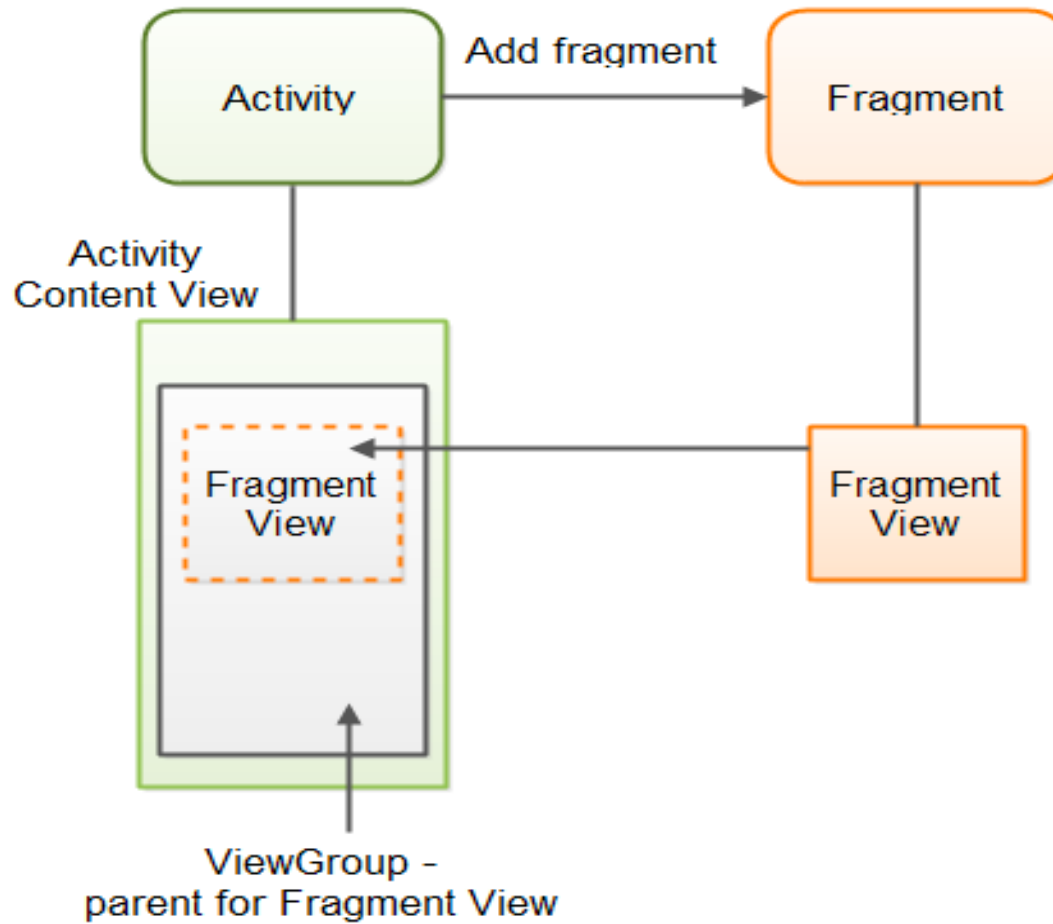 Add fragment
Activity
Fragment
Activity
Content View
Fragment
View
Fragment
View
ViewGroup -
parent for Fragment View